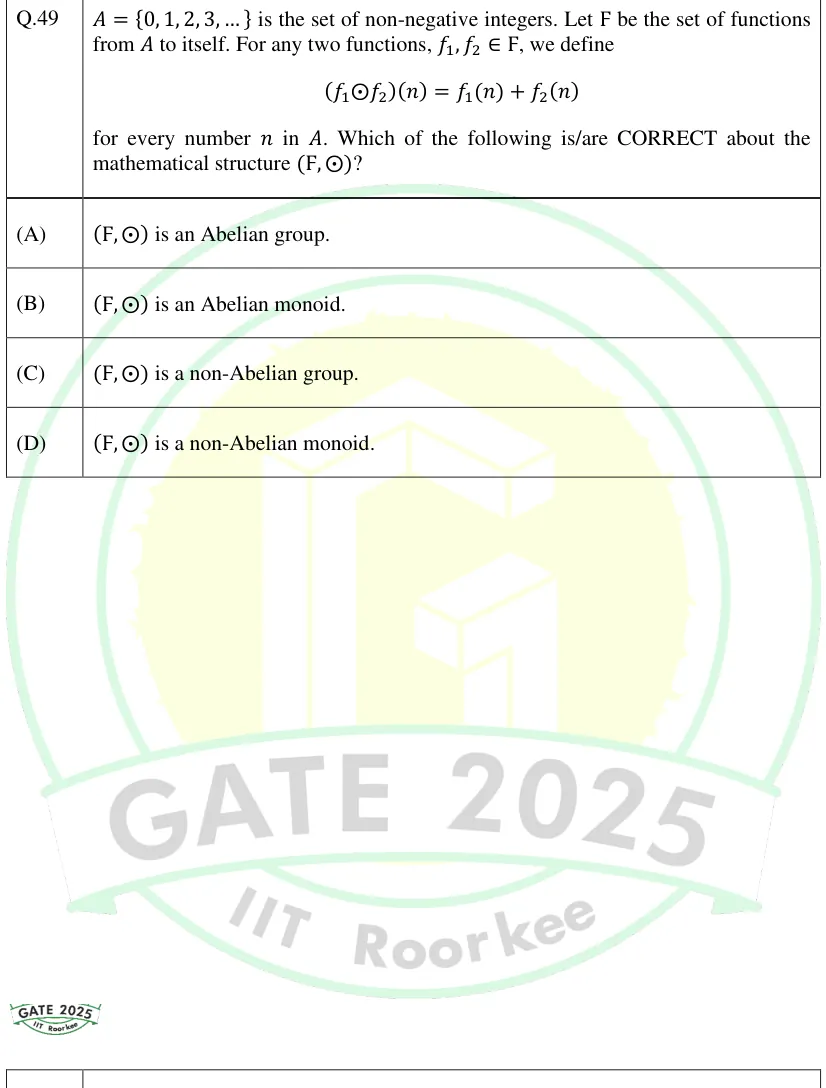 Q.49
A = {0, 1, 2, 3, … } is the set of non-negative integers. Let F be the set of functions
from A to itself. For any two functions, f₁, f₂ ∈ F, we define
(f₁⊙f₂)(n) = f₁(n) + f₂(n)
for every number n in A. Which of the following is/are CORRECT about the
mathematical structure (F, ⊙)?
(A) (F, ⊙) is an Abelian group.
(B) (F, ⊙) is an Abelian monoid.
(C) (F, ⊙) is a non-Abelian group.
(D) (F, ⊙) is a non-Abelian monoid.
GATE 2025
IIT Roorkee
GATE 2025
IIT Roorkee